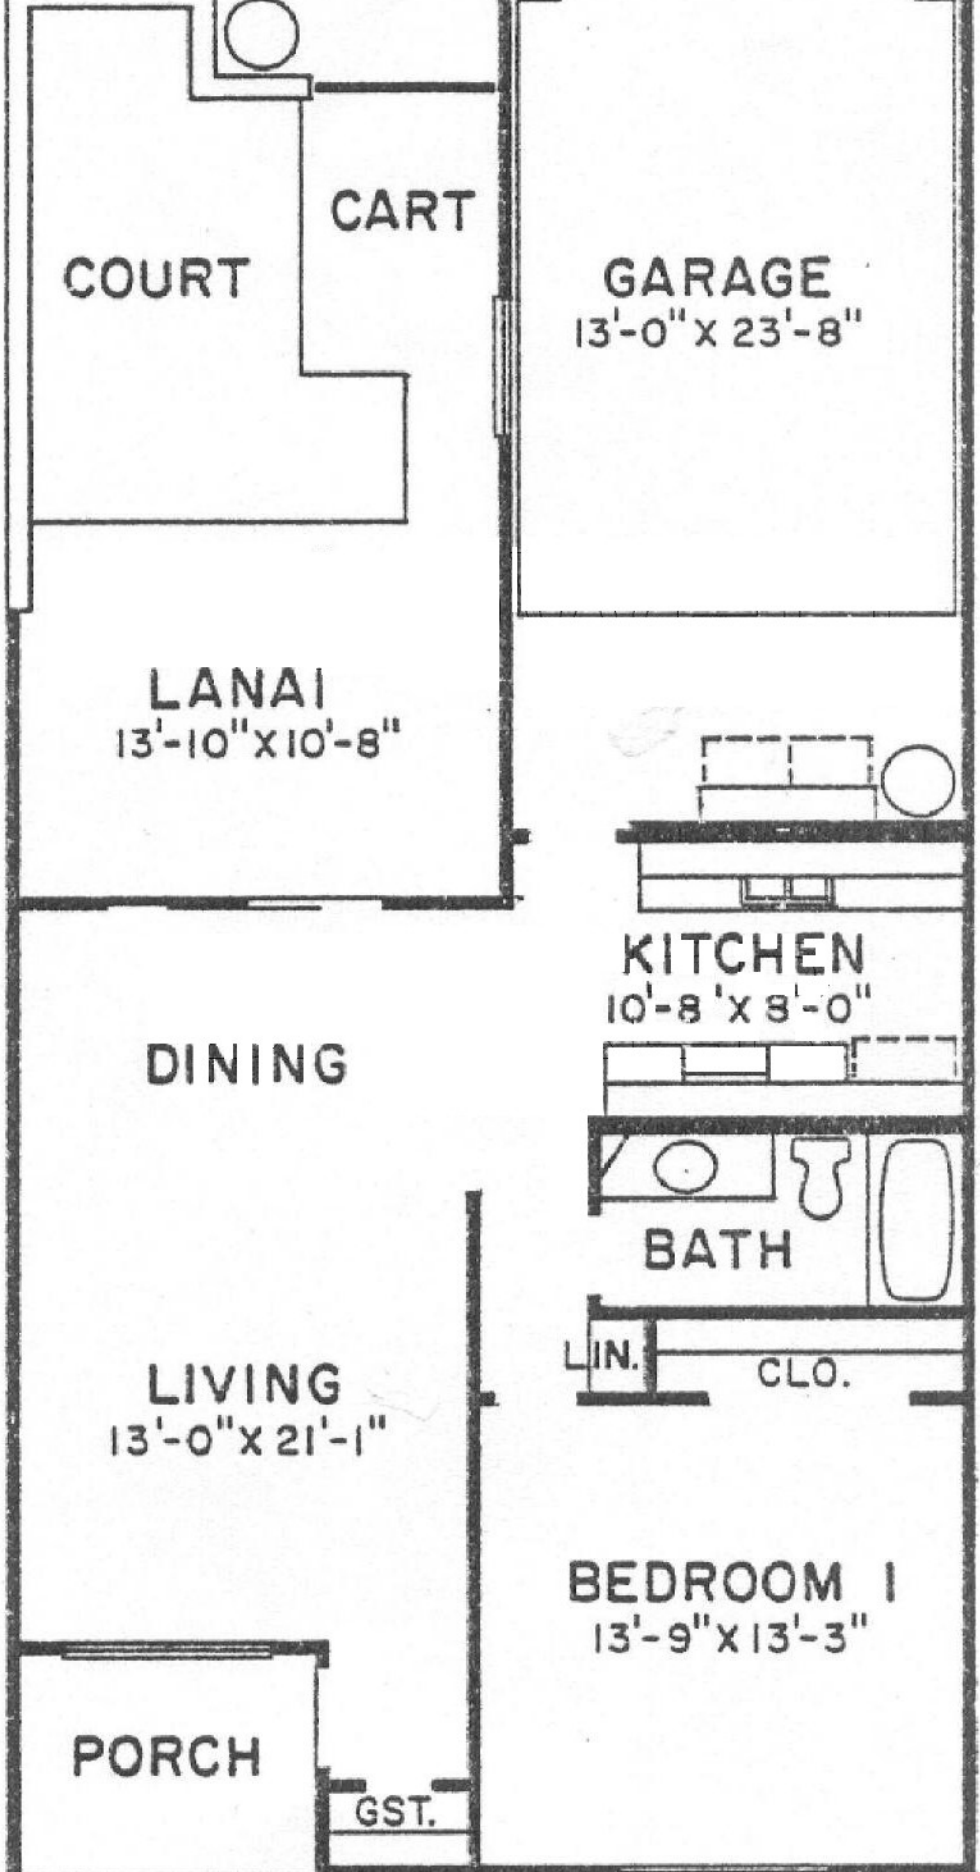 CART
COURT
GARAGE
13'-0" X 23'-8"
LANAI
13'-10" X 10'-8"
KITCHEN
10'-8 ' X 8'-0"
DINING
BATH
LIN.
CLO.
LIVING
13'-0" X 21'-1"
BEDROOM 1
13'-9" X 13'-3"
PORCH
GST.